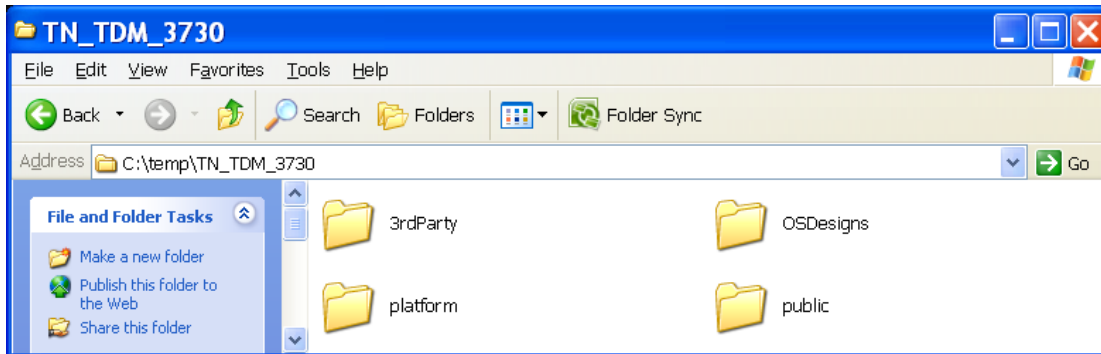 TN_TDM_3730
File Edit View Favorites Tools Help
Back Search Folders Folder Sync
Address C:\temp\TN_TDM_3730 Go
File and Folder Tasks
Make a new folder
Publish this folder to
the Web
Share this folder
3rdParty OSDesigns
platform public